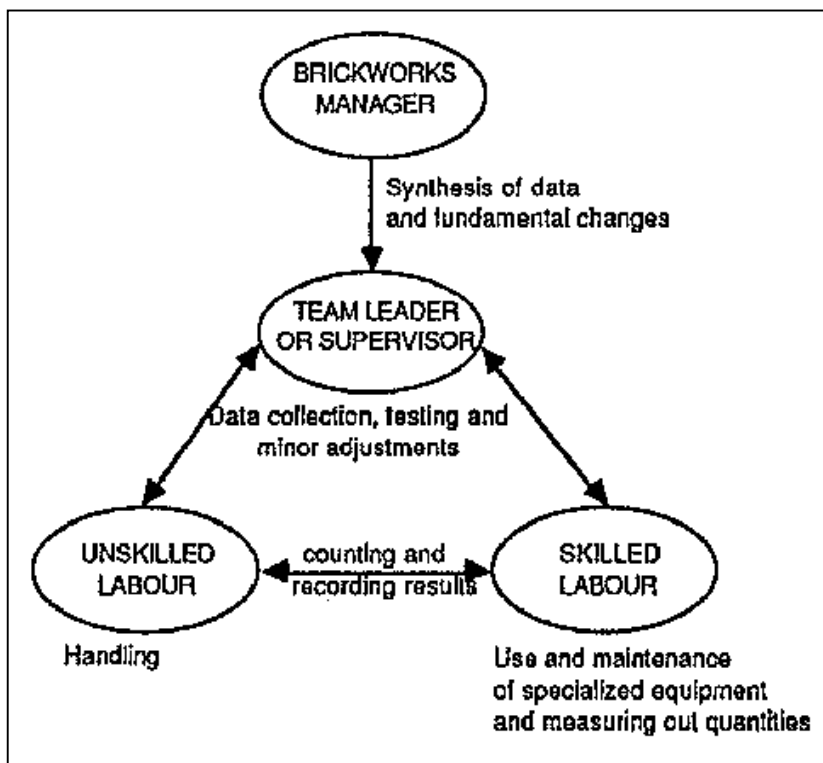 BRICKWORKS
MANAGER
Synthesis of data
and fundamental changes
TEAM LEADER
OR SUPERVISOR
Data collection, testing and
minor adjustments
UNSKILLED
LABOUR
counting and
recording results
SKILLED
LABOUR
Handling
Use and maintenance
of specialized equipment
and measuring out quantities